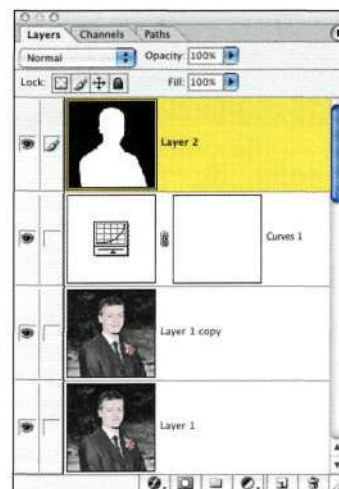 Layers Channels Paths
Normal Opacity: 100%
Lock: Fill: 100%
Layer 2
Curves 1
Layer 1 copy
Layer 1